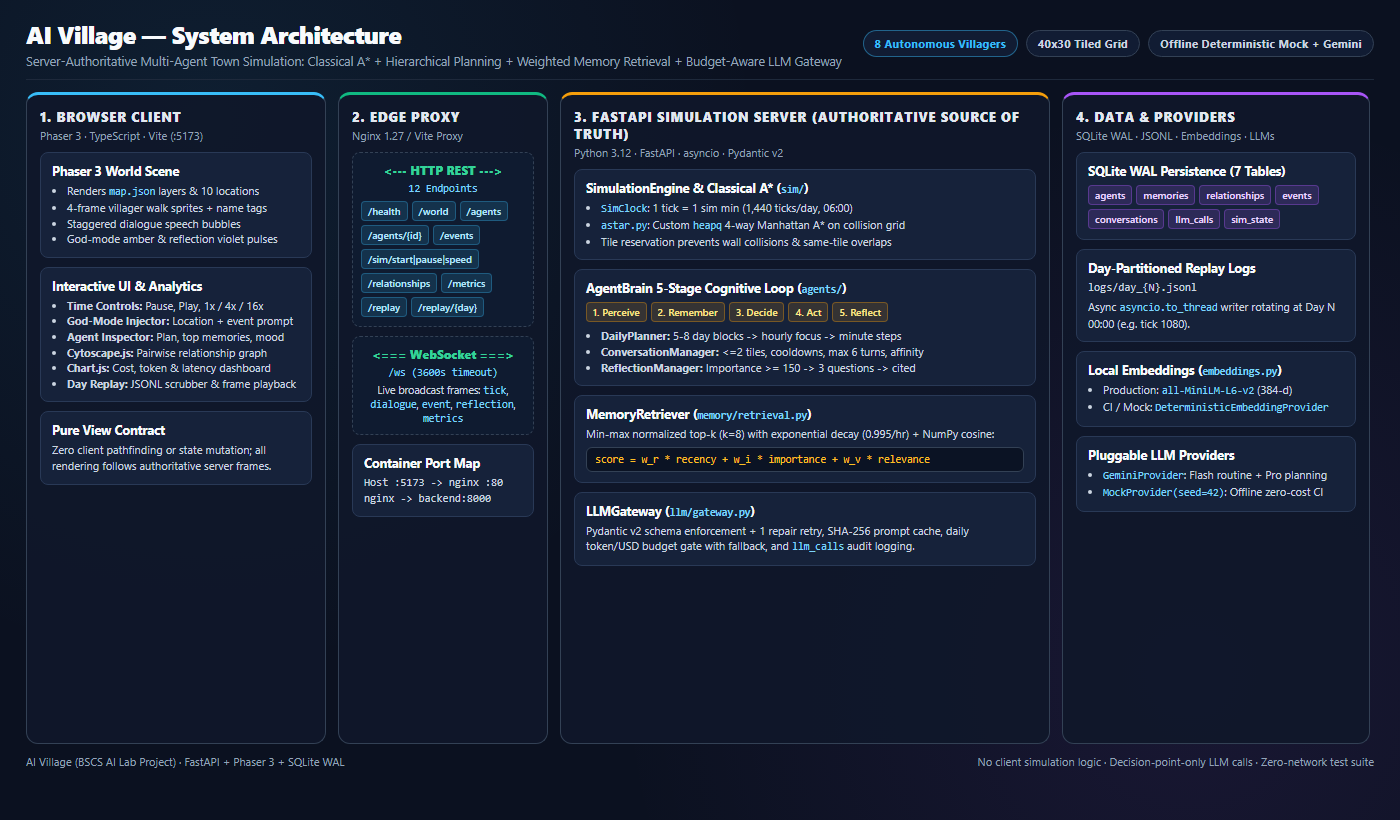 AI Village — System Architecture
Server-Authoritative Multi-Agent Town Simulation: Classical A* + Hierarchical Planning + Weighted Memory Retrieval + Budget-Aware LLM Gateway
8 Autonomous Villagers
40x30 Tiled Grid
Offline Deterministic Mock + Gemini
1. BROWSER CLIENT
Phaser 3 · TypeScript · Vite (:5173)
Phaser 3 World Scene
• Renders map.json layers & 10 locations
• 4-frame villager walk sprites + name tags
• Staggered dialogue speech bubbles
• God-mode amber & reflection violet pulses
Interactive UI & Analytics
• Time Controls: Pause, Play, 1x / 4x / 16x
• God-Mode Injector: Location + event prompt
• Agent Inspector: Plan, top memories, mood
• Cytoscape.js: Pairwise relationship graph
• Chart.js: Cost, token & latency dashboard
• Day Replay: JSONL scrubber & frame playback
Pure View Contract
Zero client pathfinding or state mutation; all
rendering follows authoritative server frames.
2. EDGE PROXY
Nginx 1.27 / Vite Proxy
<--- HTTP REST --->
12 Endpoints
/health /world /agents
/agents/{id} /events
/sim/start|pause|speed
/relationships /metrics
/replay /replay/{day}
<=== WebSocket ===>
/ws (3600s timeout)
Live broadcast frames: tick,
dialogue, event, reflection,
metrics
Container Port Map
Host :5173 -> nginx :80
nginx -> backend:8000
3. FASTAPI SIMULATION SERVER (AUTHORITATIVE SOURCE OF
TRUTH)
Python 3.12 · FastAPI · asyncio · Pydantic v2
SimulationEngine & Classical A* (sim/)
• SimClock: 1 tick = 1 sim min (1,440 ticks/day, 06:00)
• astar.py: Custom heapq 4-way Manhattan A* on collision grid
• Tile reservation prevents wall collisions & same-tile overlaps
AgentBrain 5-Stage Cognitive Loop (agents/)
1. Perceive 2. Remember 3. Decide 4. Act 5. Reflect
• DailyPlanner: 5-8 day blocks -> hourly focus -> minute steps
• ConversationManager: <=2 tiles, cooldowns, max 6 turns, affinity
• ReflectionManager: Importance >= 150 -> 3 questions -> cited
MemoryRetriever (memory/retrieval.py)
Min-max normalized top-k (k=8) with exponential decay (0.995/hr) + NumPy cosine:
score = w_r * recency + w_i * importance + w_v * relevance
LLMGateway (llm/gateway.py)
Pydantic v2 schema enforcement + 1 repair retry, SHA-256 prompt cache, daily
token/USD budget gate with fallback, and llm_calls audit logging.
4. DATA & PROVIDERS
SQLite WAL · JSONL · Embeddings · LLMs
SQLite WAL Persistence (7 Tables)
agents memories relationships events
conversations llm_calls sim_state
Day-Partitioned Replay Logs
logs/day_{N}.jsonl
Async asyncio.to_thread writer rotating at Day N
00:00 (e.g. tick 1080).
Local Embeddings (embeddings.py)
• Production: all-MiniLM-L6-v2 (384-d)
• CI / Mock: DeterministicEmbeddingProvider
Pluggable LLM Providers
• GeminiProvider: Flash routine + Pro planning
• MockProvider(seed=42): Offline zero-cost CI
AI Village (BSCS AI Lab Project) · FastAPI + Phaser 3 + SQLite WAL
No client simulation logic · Decision-point-only LLM calls · Zero-network test suite